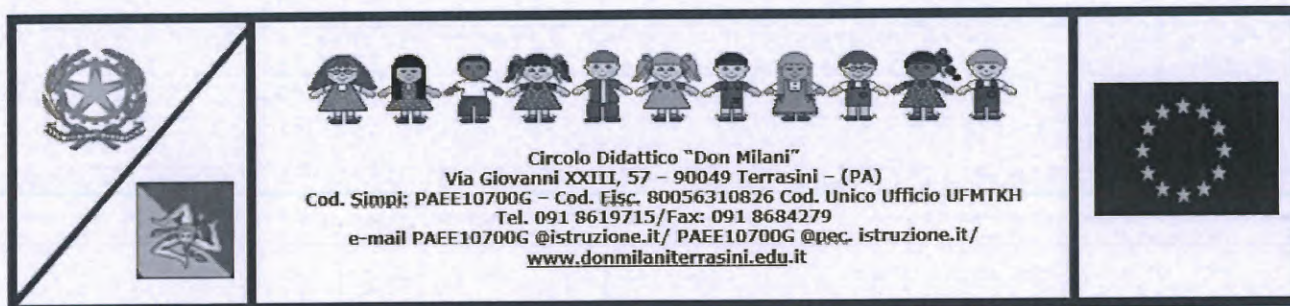 Circolo Didattico "Don Milani"
Via Giovanni XXIII, 57 – 90049 Terrasini – (PA)
Cod. Simpi: PAEE10700G – Cod. Fisc. 80056310826 Cod. Unico Ufficio UFMTKH
Tel. 091 8619715/Fax: 091 8684279
e-mail PAEE10700G @istruzione.it/ PAEE10700G @pec. istruzione.it/
www.donmilaniterrasini.edu.it